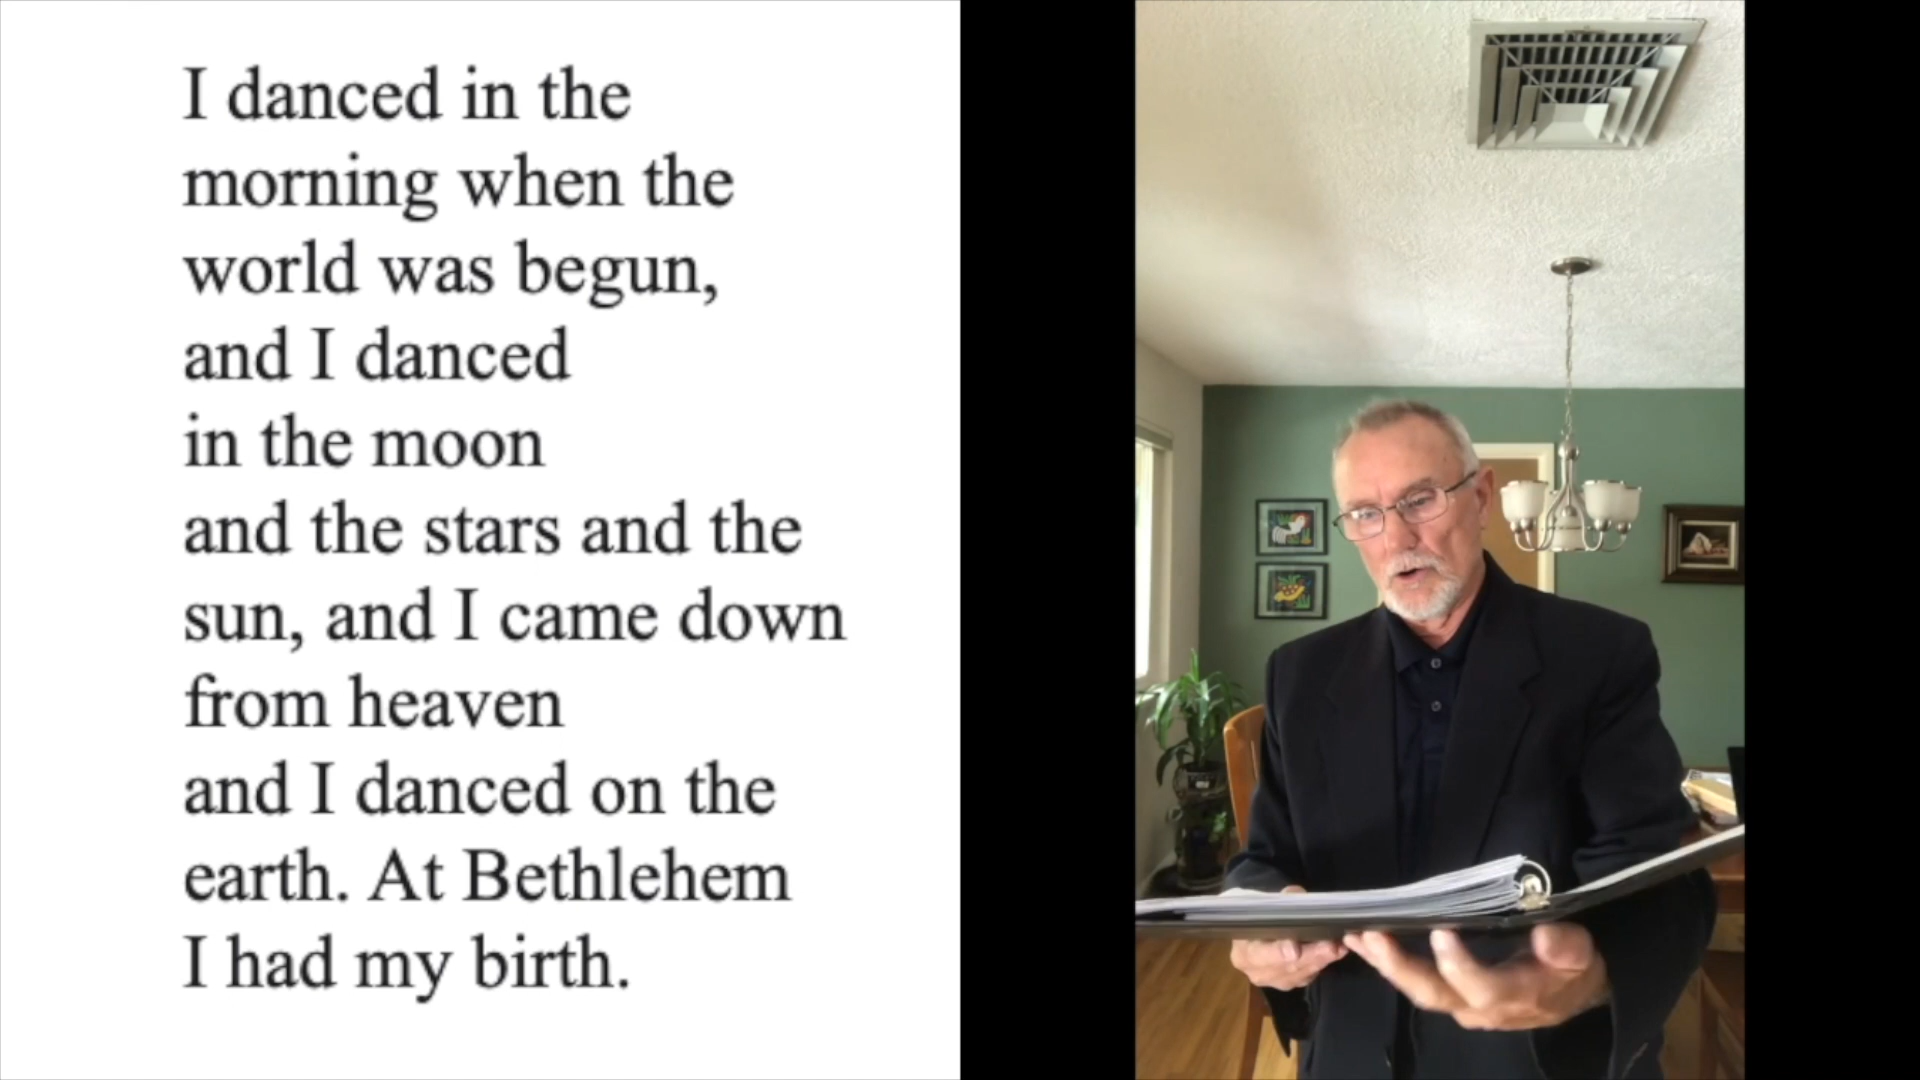 I danced in the
morning when the
world was begun,
and I danced
in the moon
and the stars and the
sun, and I came down
from heaven
and I danced on the
earth. At Bethlehem
I had my birth.